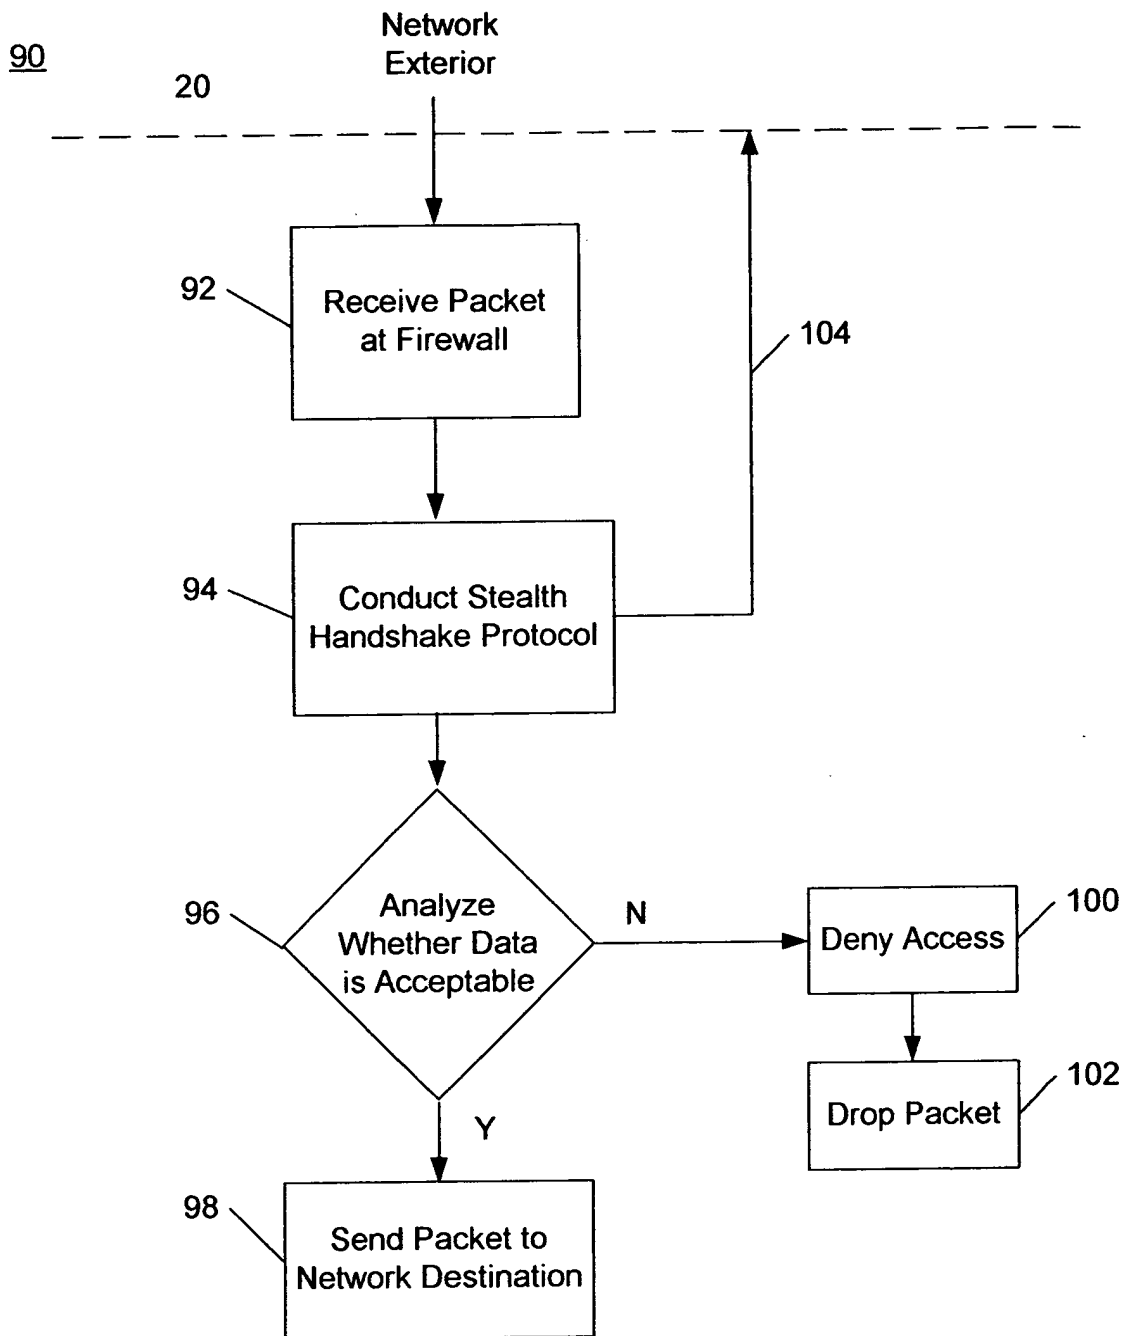 Network
Exterior
90
20
92
Receive Packet
at Firewall
104
94
Conduct Stealth
Handshake Protocol
96
Analyze
Whether Data
is Acceptable
N
100
Deny Access
102
Drop Packet
Y
98
Send Packet to
Network Destination